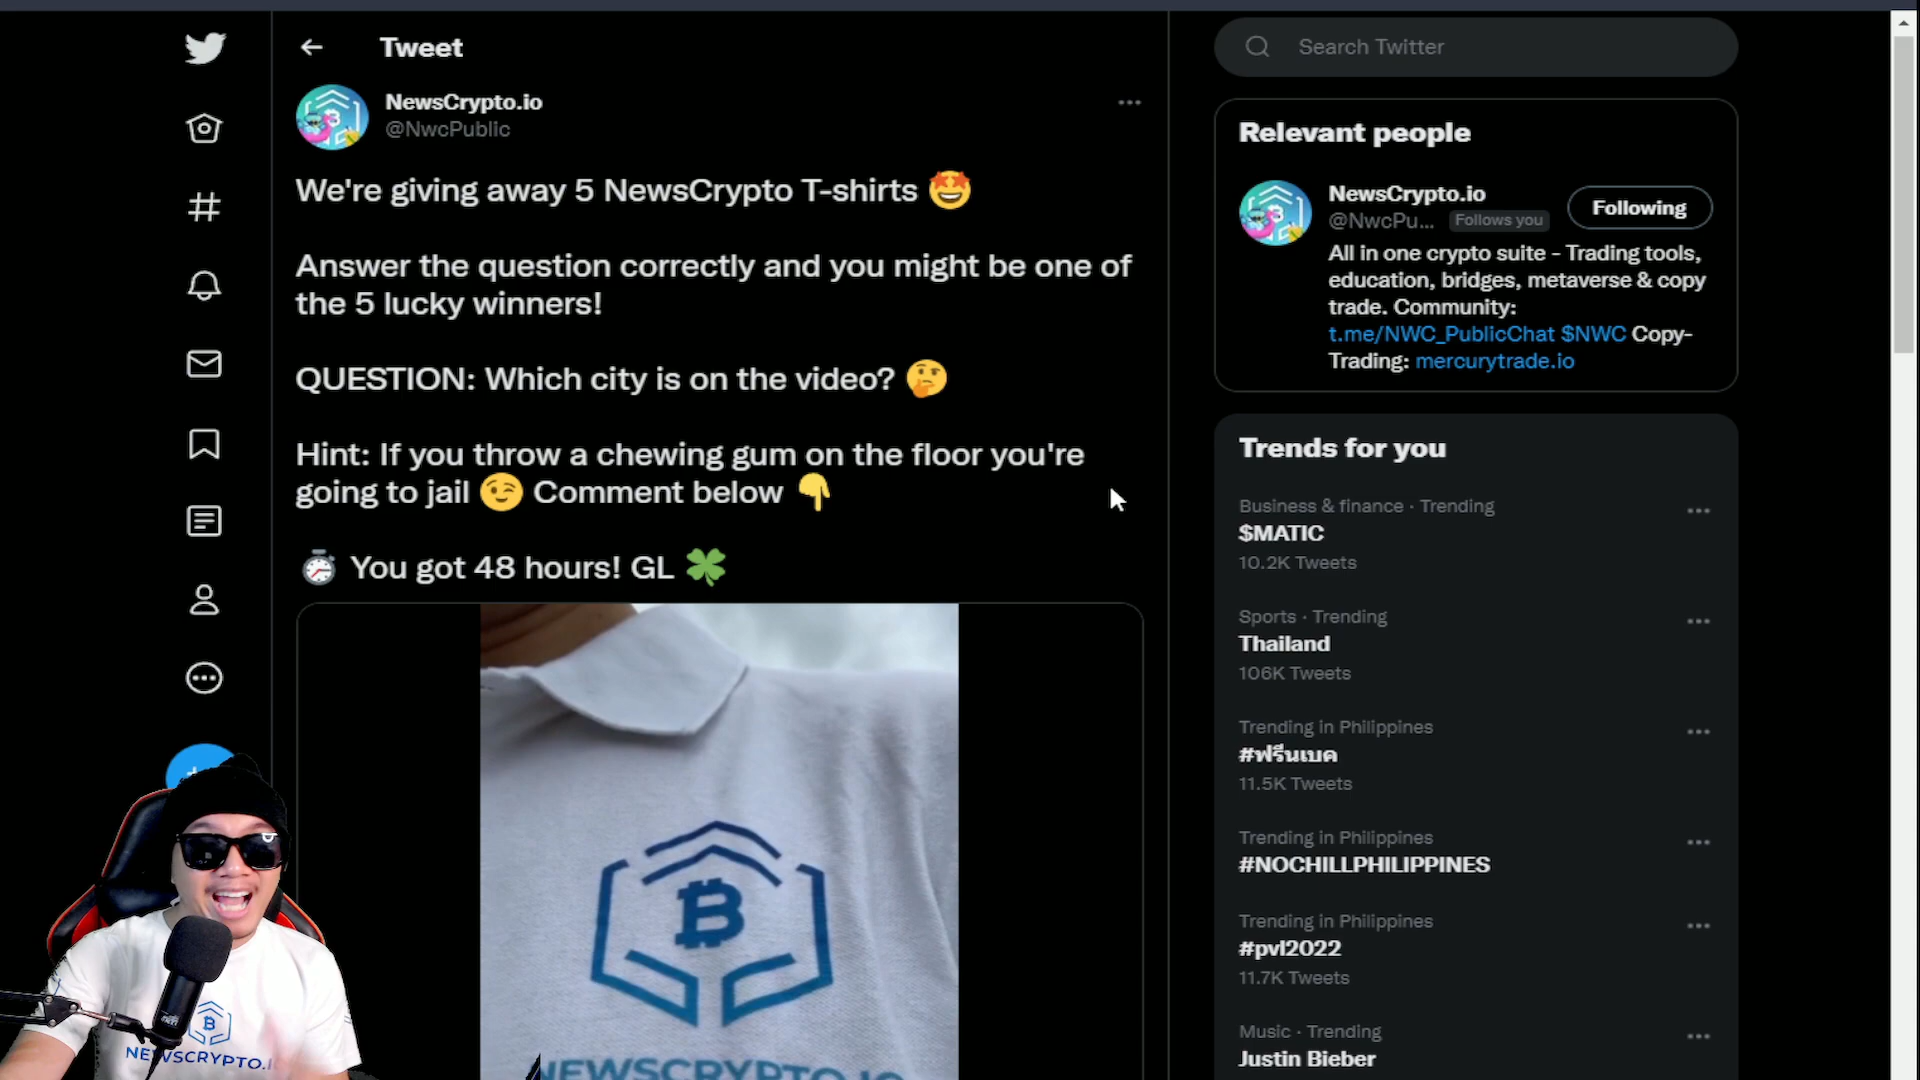 Tweet
NewsCrypto.io
@NwcPublic
We're giving away 5 NewsCrypto T-shirts 🤩
Answer the question correctly and you might be one of
the 5 lucky winners!
QUESTION: Which city is on the video? 🤔
Hint: If you throw a chewing gum on the floor you're
going to jail 😉 Comment below 👇
⏱️ You got 48 hours! GL 🍀
NEWSCRYPTO.IO
NEWSCRYPTO.I
Search Twitter
Relevant people
NewsCrypto.io
@NwcPu... Follows you
Following
All in one crypto suite - Trading tools,
education, bridges, metaverse & copy
trade. Community:
t.me/NWC_PublicChat $NWC Copy-
Trading: mercurytrade.io
Trends for you
Business & finance · Trending
$MATIC
10.2K Tweets
Sports · Trending
Thailand
106K Tweets
Trending in Philippines
#ฟรีนเบค
11.5K Tweets
Trending in Philippines
#NOCHILLPHILIPPINES
Trending in Philippines
#pvl2022
11.7K Tweets
Music · Trending
Justin Bieber